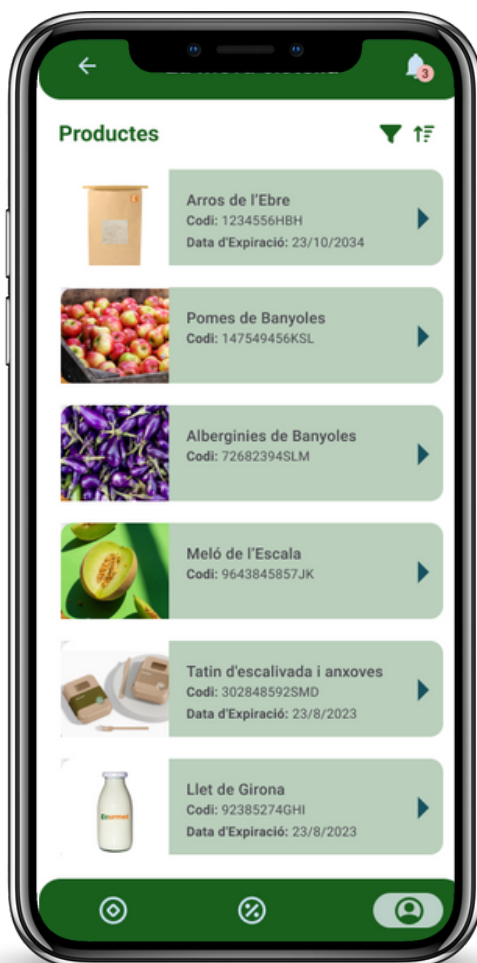 3
Productes
Arros de l'Ebre
Codi: 1234556HBH
Data d'Expiració: 23/10/2034
Pomes de Banyoles
Codi: 147549456KSL
Alberginies de Banyoles
Codi: 72682394SLM
Meló de l'Escala
Codi: 9643845857JK
Tatin d'escalivada i anxoves
Codi: 302848592SMD
Data d'Expiració: 23/8/2023
Llet de Girona
Codi: 92385274GHI
Data d'Expiració: 23/8/2023